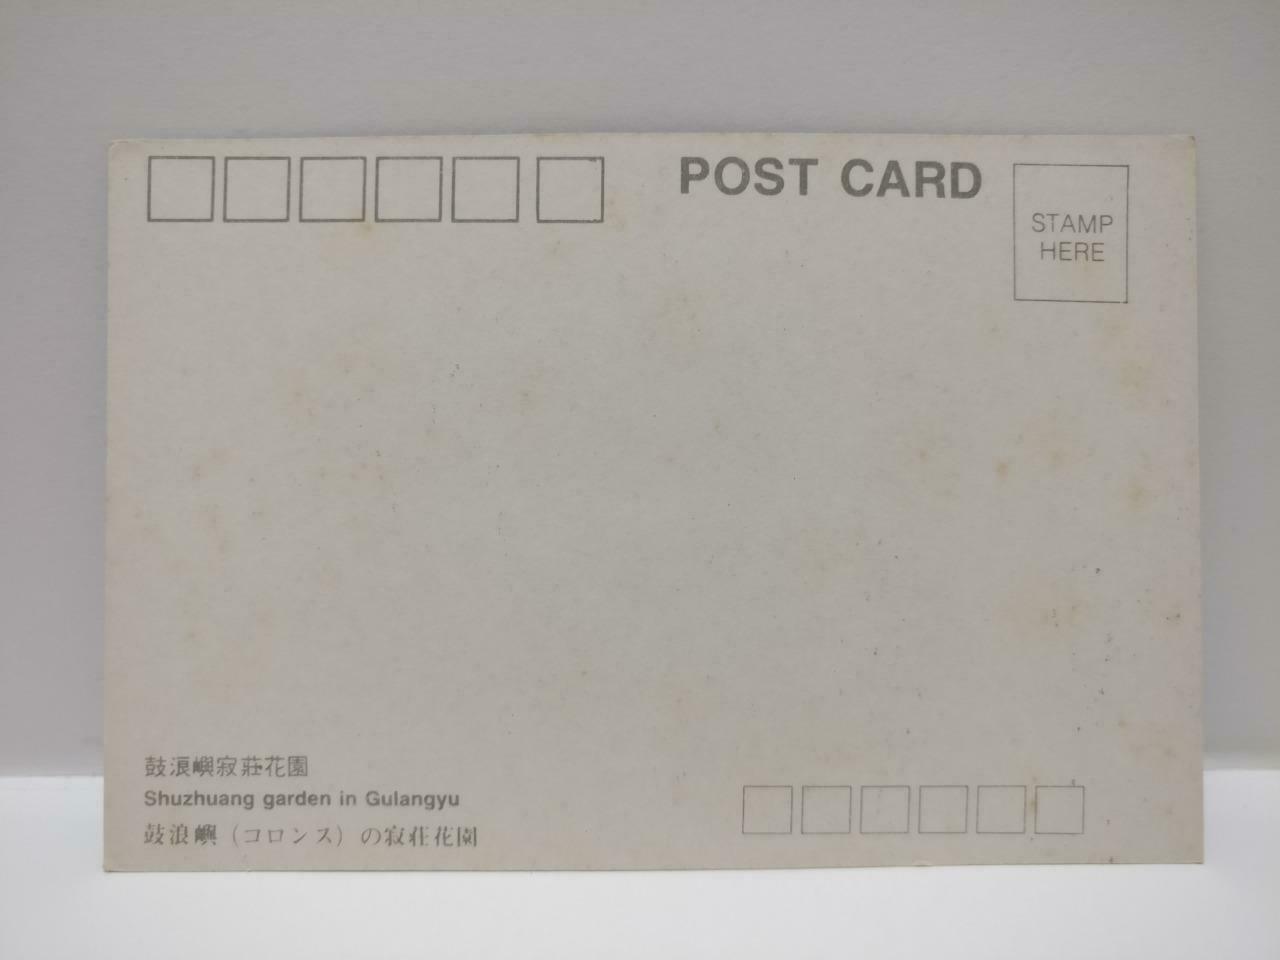 POST CARD
STAMP
HERE
鼓浪嶼寂莊花園
Shuzhuang garden in Gulangyu
鼓浪嶼（コロンス）の寂荘花園